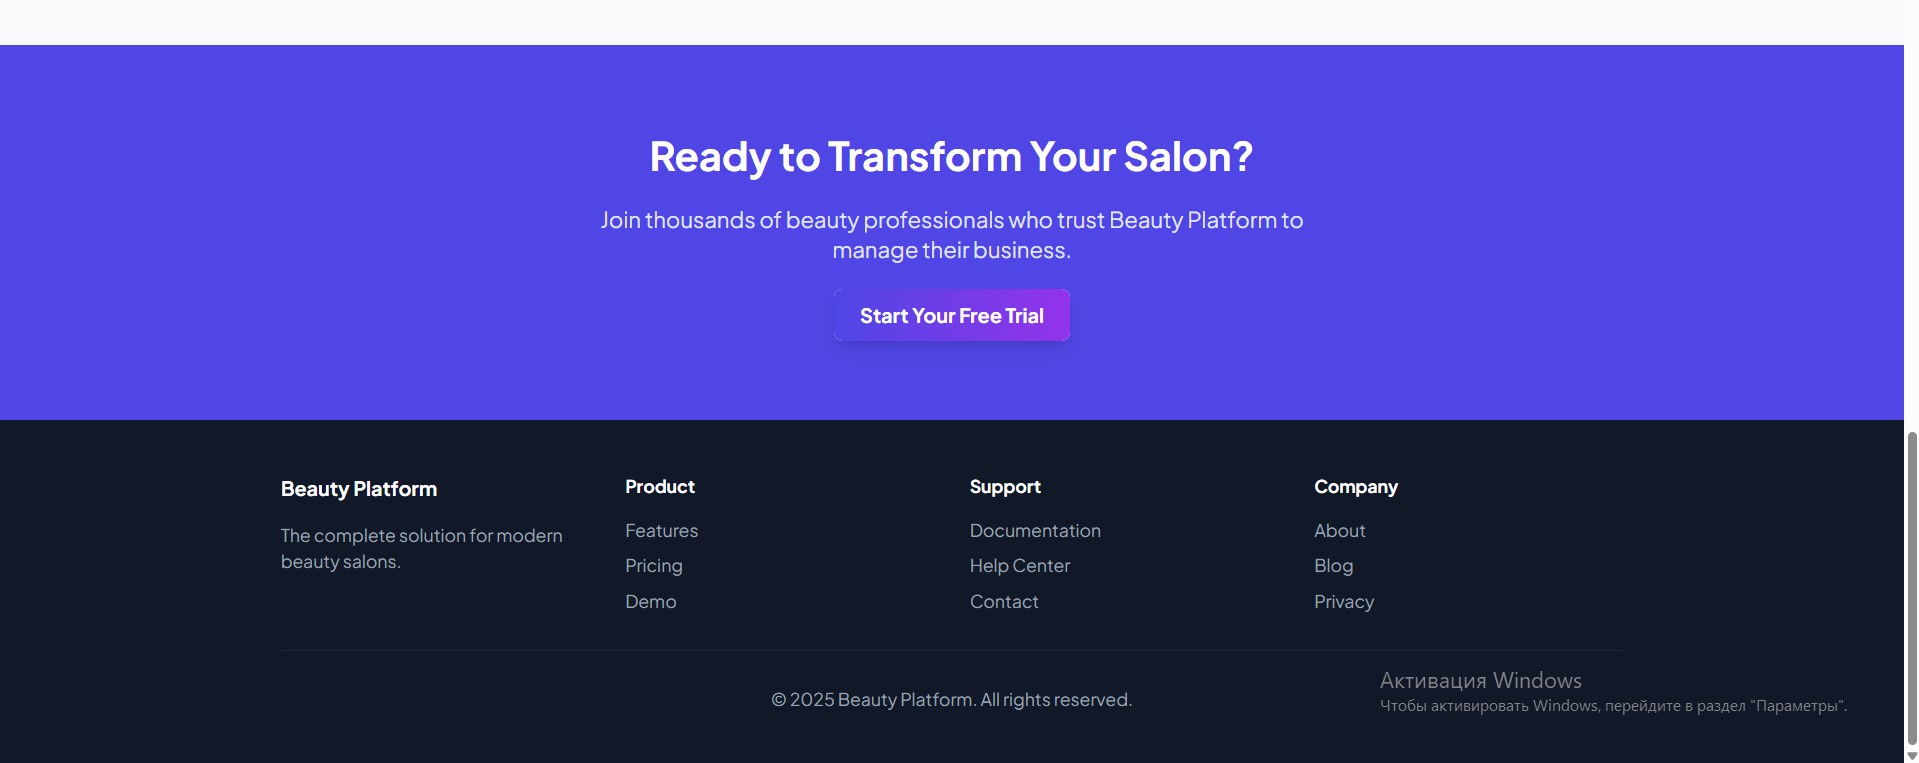 Ready to Transform Your Salon?
Join thousands of beauty professionals who trust Beauty Platform to
manage their business.
Start Your Free Trial
Beauty Platform
The complete solution for modern
beauty salons.
Product
Features
Pricing
Demo
Support
Documentation
Help Center
Contact
Company
About
Blog
Privacy
© 2025 Beauty Platform. All rights reserved.
Активация Windows
Чтобы активировать Windows, перейдите в раздел "Параметры".